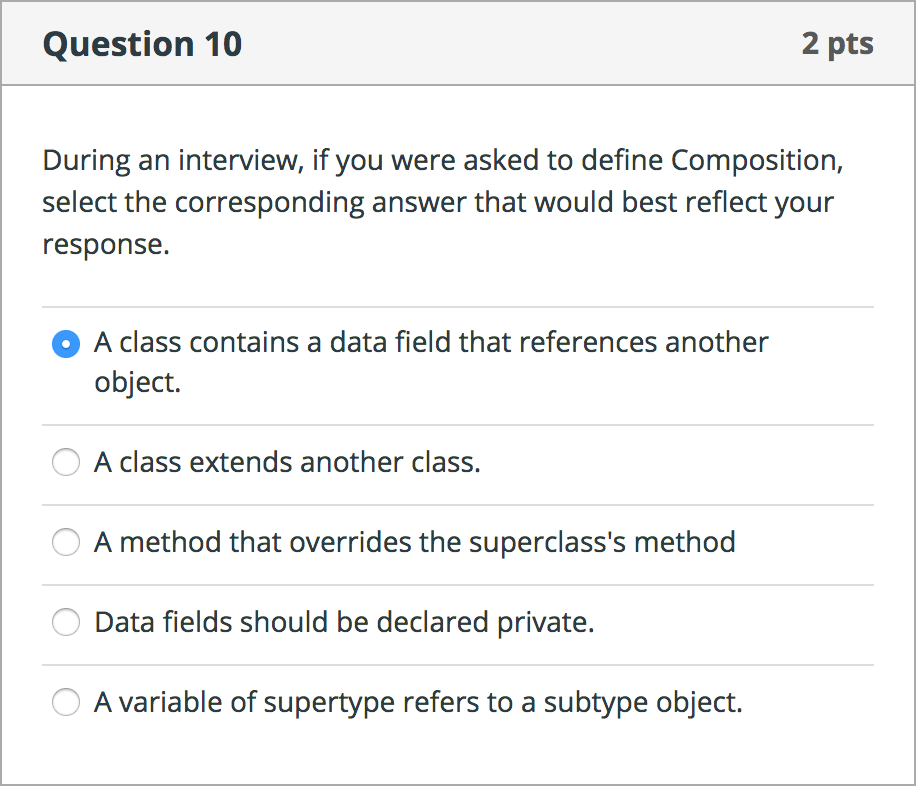 Question 10
2 pts
During an interview, if you were asked to define Composition,
select the corresponding answer that would best reflect your
response.
A class contains a data field that references another
object.
A class extends another class.
A method that overrides the superclass's method
Data fields should be declared private.
A variable of supertype refers to a subtype object.